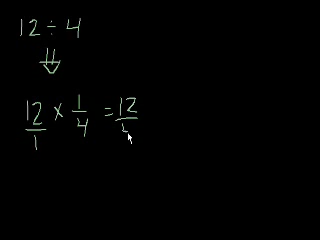 12 ÷ 4
⇓
12/1 × 1/4 = 12/